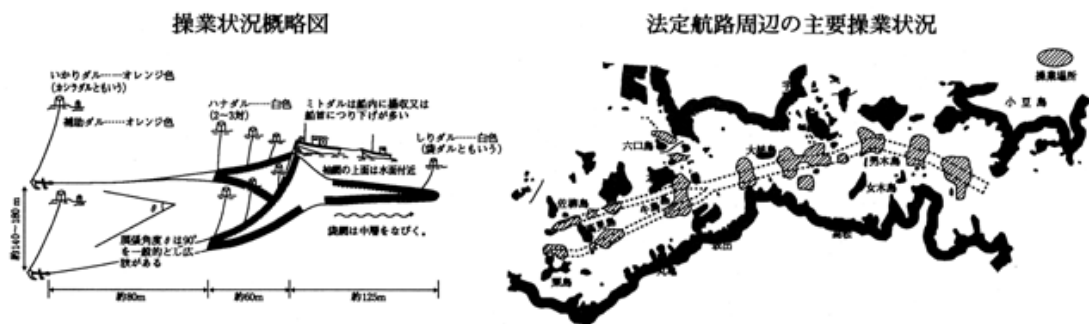 操業状況概略図
いかりダル……オレンジ色
(カシラダルともいう)
補助ダル……オレンジ色
ハナダル……白色
(2〜3対)
ミトダルは船内に揚収又は
船首につり下げが多い
しりダル……白色
(袋ダルともいう)
袖網の上面は水面付近
袋網は中層をなびく。
展張角度θは90°
を一般的とし広
狭がある
θ
約140〜180m
約80m
約60m
約125m
法定航路周辺の主要操業状況
操業場所
小豆島
六口島
大槌島
男木島
女木島
佐柳島
粟島
高松